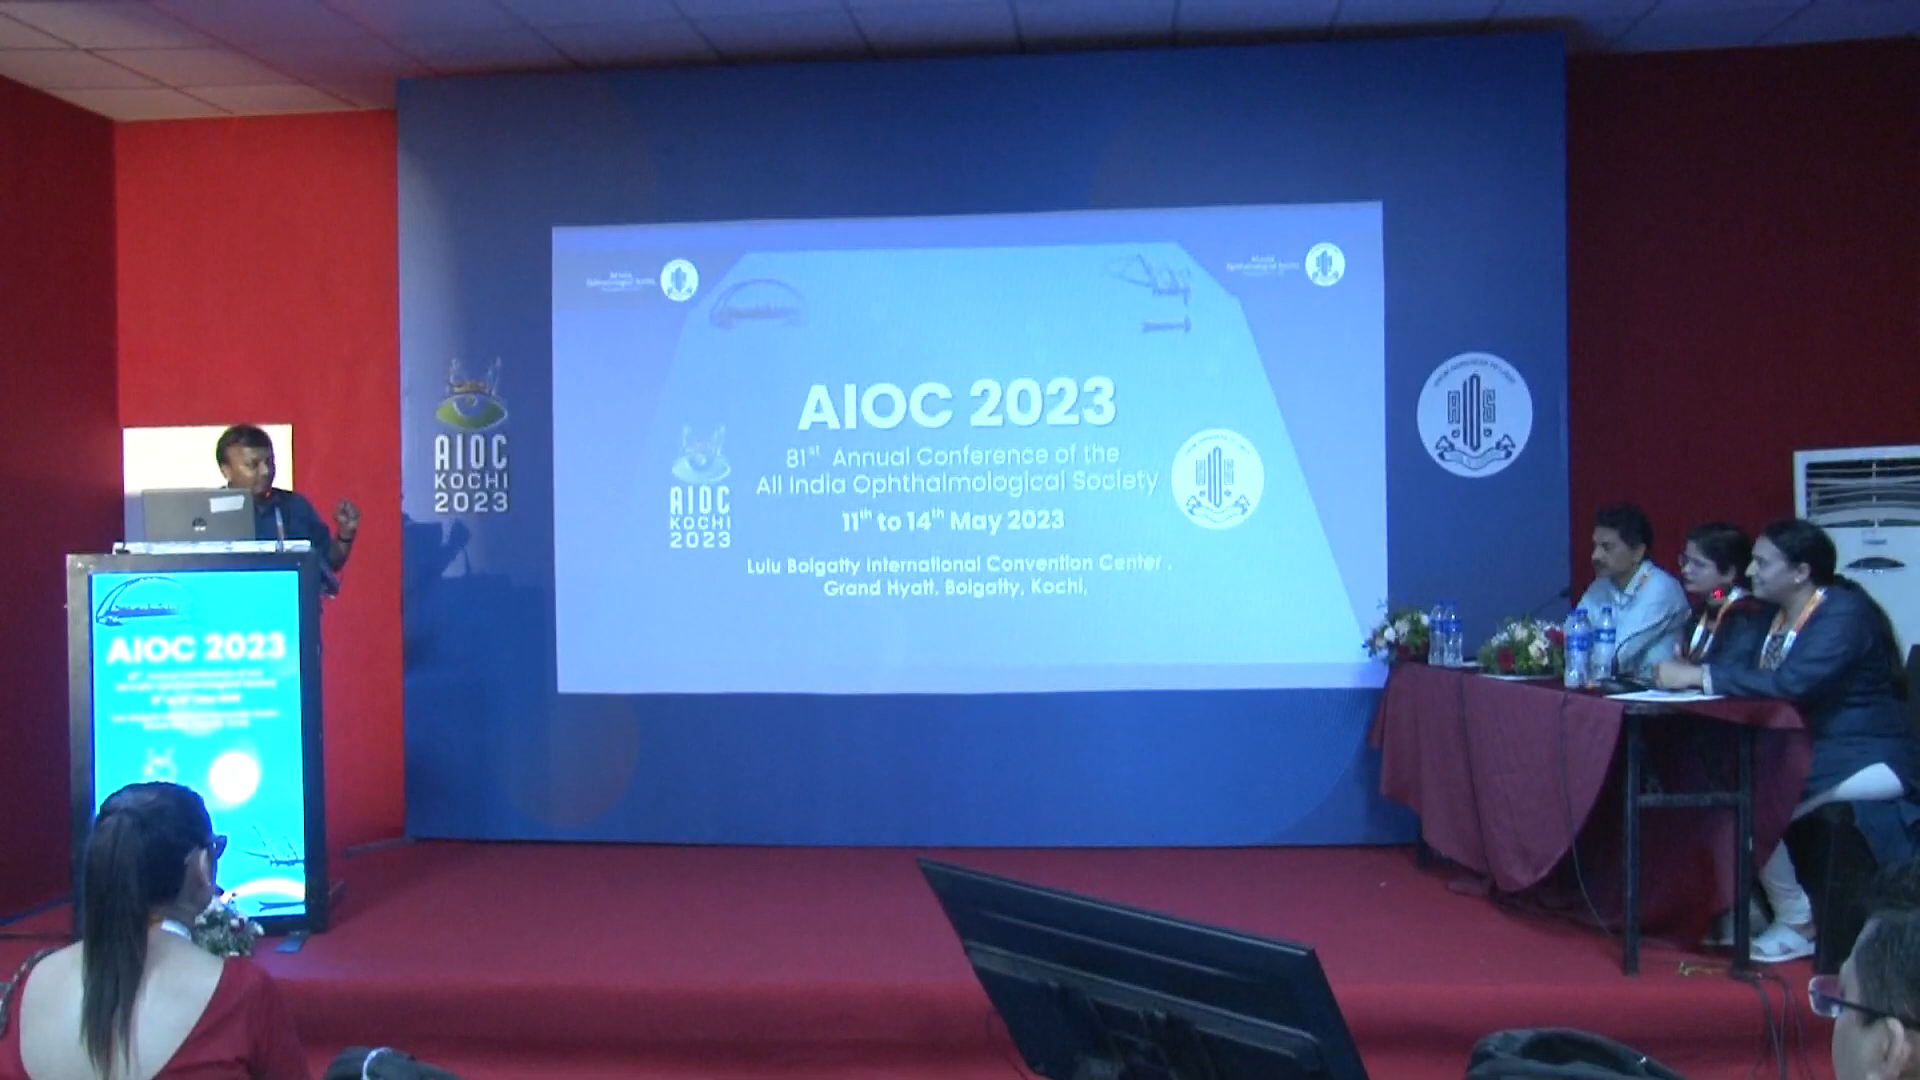 AIOC 2023
81st Annual Conference of the
All India Ophthalmological Society
11th to 14th May 2023
Lulu Bolgatty International Convention Center,
Grand Hyatt, Bolgatty, Kochi,
AIOC
KOCHI
2023
AIOC
KOCHI
2023
AIOC 2023